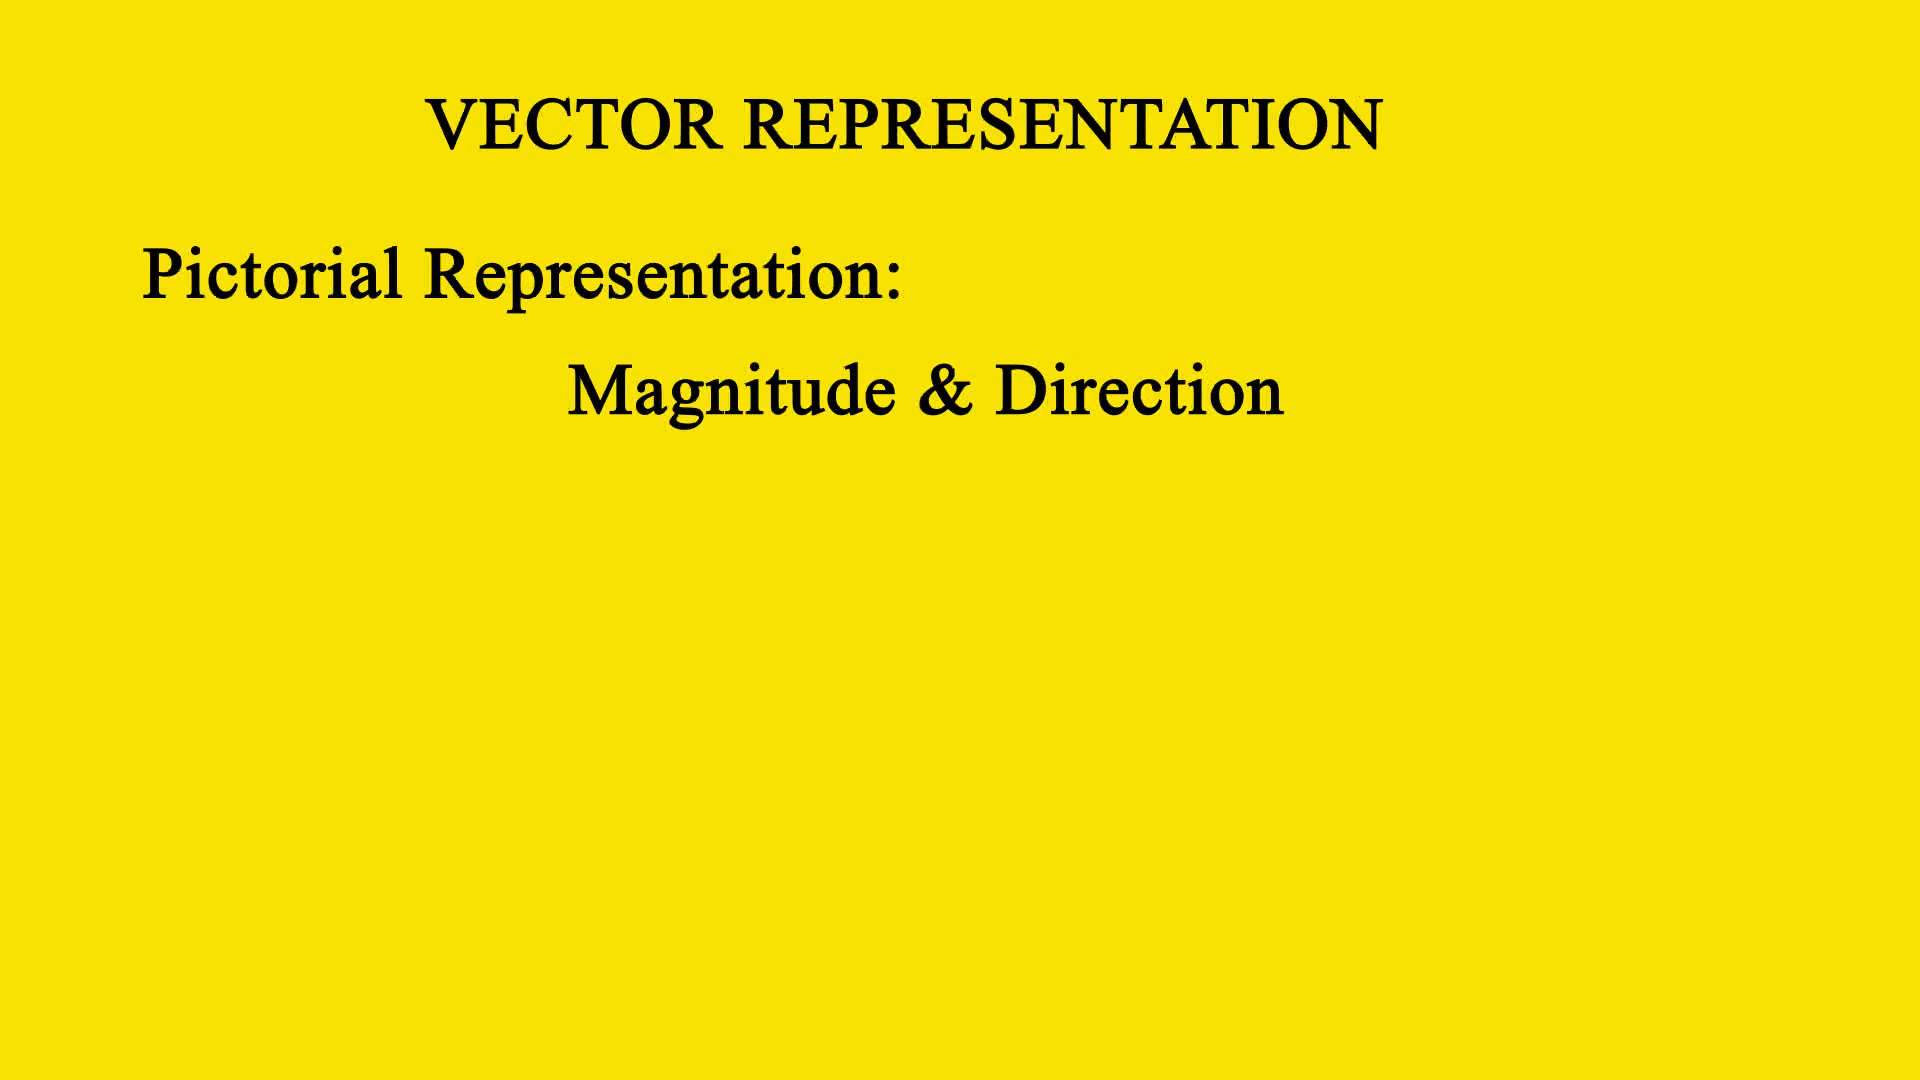 VECTOR REPRESENTATION
Pictorial Representation:
Magnitude & Direction